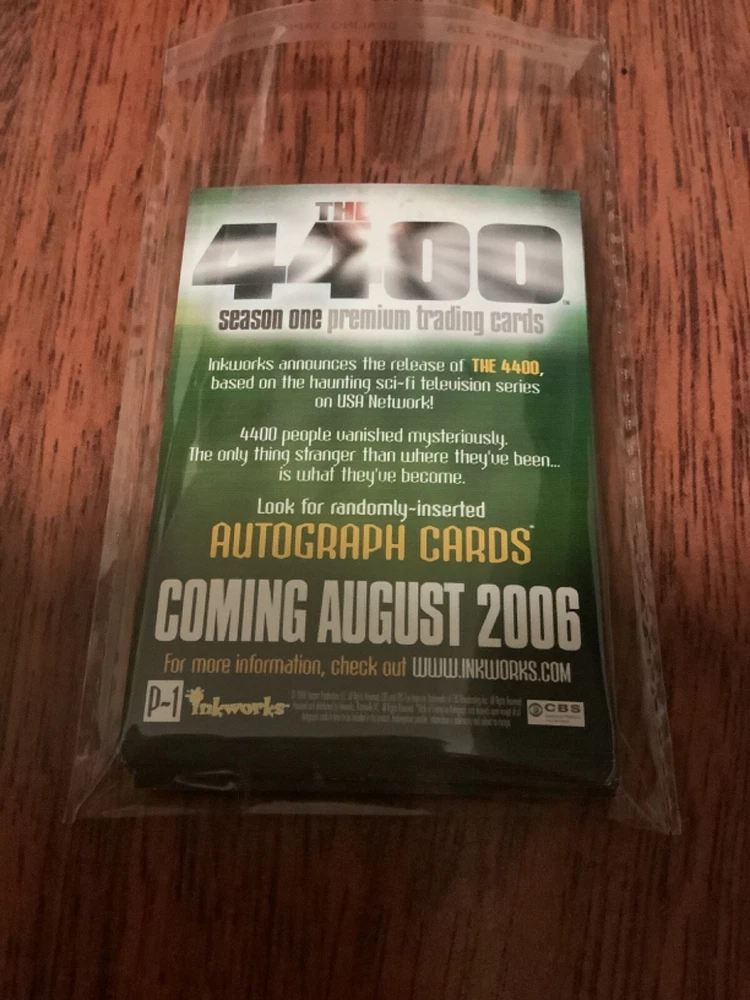 THE
4400™
season one premium trading cards
Inkworks announces the release of THE 4400,
based on the haunting sci-fi television series
on USA Network!
4400 people vanished mysteriously.
The only thing stranger than where they've been...
is what they've become.
Look for randomly-inserted
AUTOGRAPH CARDS*
COMING AUGUST 2006
For more information, check out WWW.INKWORKS.COM
P-1 Inkworks
CBS